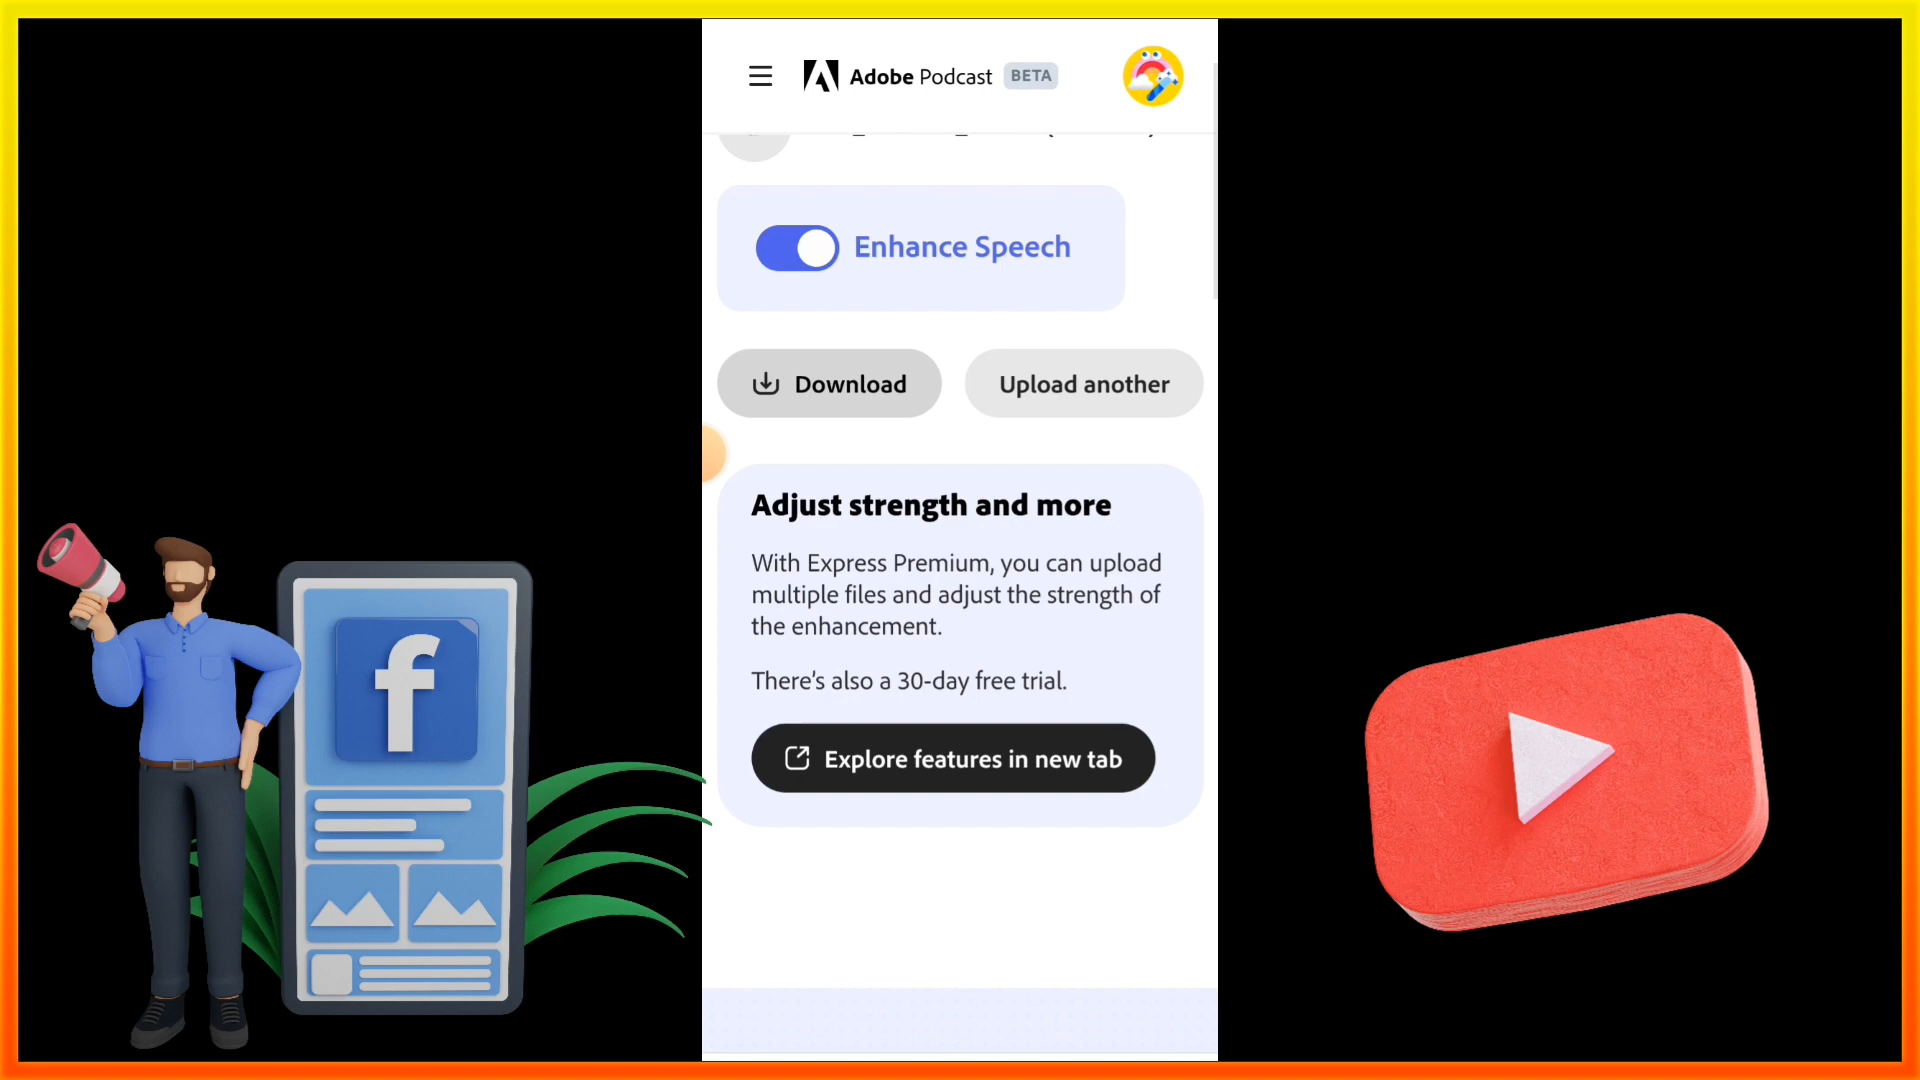 Adobe Podcast BETA
Enhance Speech
Download
Upload another
Adjust strength and more
With Express Premium, you can upload
multiple files and adjust the strength of
the enhancement.
There's also a 30-day free trial.
Explore features in new tab
f